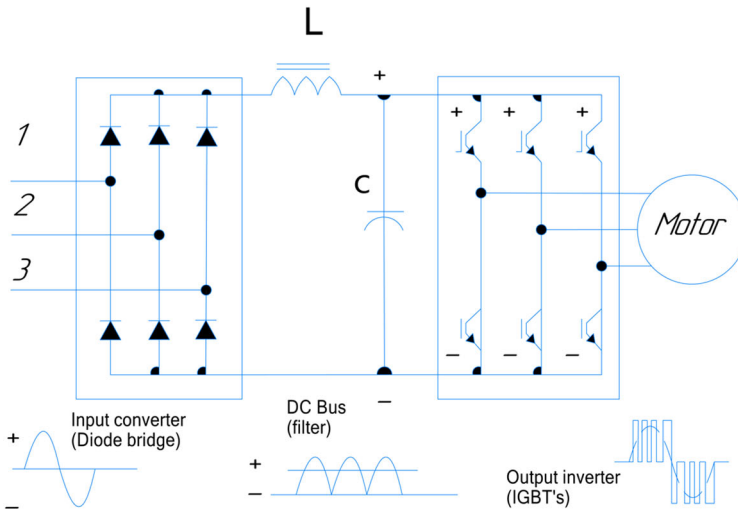 L
+
1
+ + +
2
C
Motor
3
− − −
−
Input converter
(Diode bridge)
+
−
DC Bus
(filter)
+
−
Output inverter
(IGBT's)